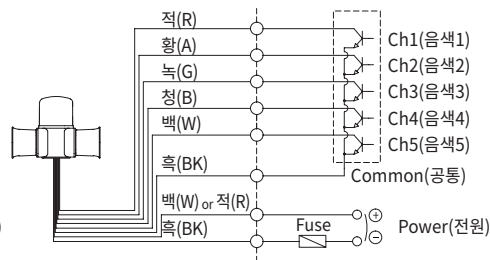 적(R)
황(A)
녹(G)
청(B)
백(W)
흑(BK)
백(W) or 적(R)
흑(BK)
Ch1(음색1)
Ch2(음색2)
Ch3(음색3)
Ch4(음색4)
Ch5(음색5)
Common(공통)
Fuse
⊕
⊖
Power(전원)
)